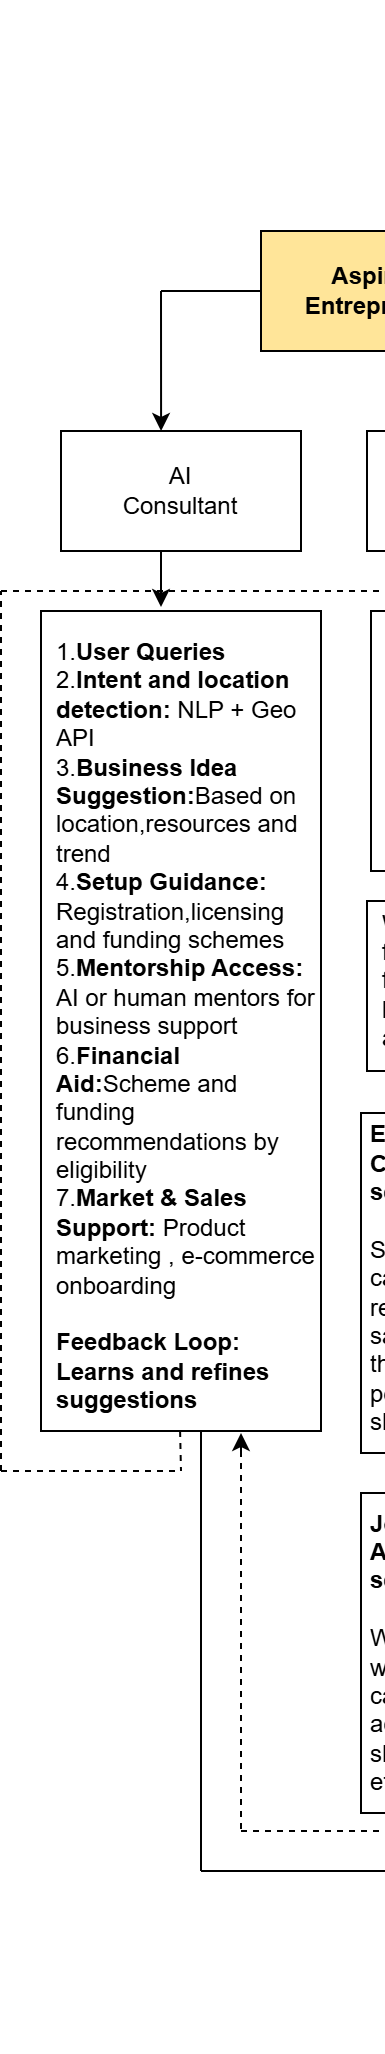 Aspi
Entrepr
AI
Consultant
1.User Queries
2.Intent and location
detection: NLP + Geo
API
3.Business Idea
Suggestion:Based on
location,resources and
trend
4.Setup Guidance:
Registration,licensing
and funding schemes
5.Mentorship Access:
AI or human mentors for
business support
6.Financial
Aid:Scheme and
funding
recommendations by
eligibility
7.Market & Sales
Support: Product
marketing , e-commerce
onboarding
Feedback Loop:
Learns and refines
suggestions